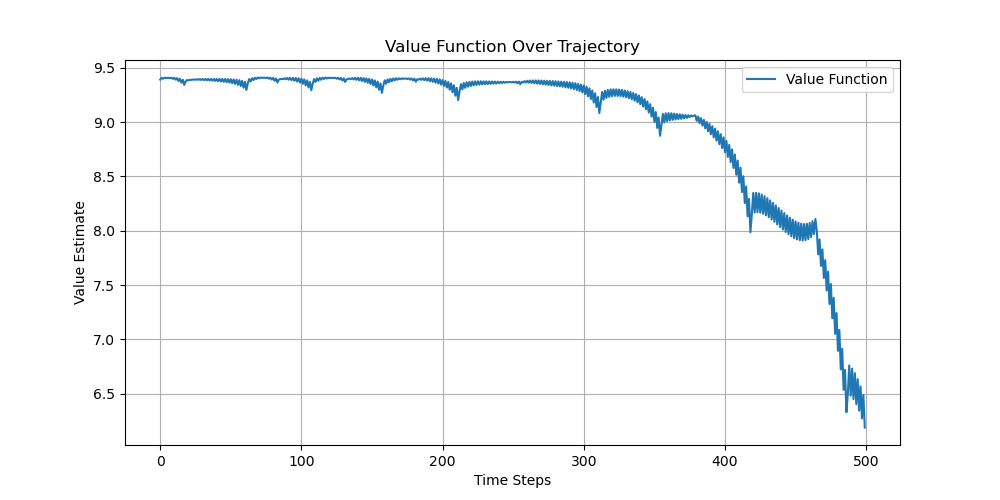 Value Function Over Trajectory
Value Function
Value Estimate
9.5
9.0
8.5
8.0
7.5
7.0
6.5
0 100 200 300 400 500
Time Steps